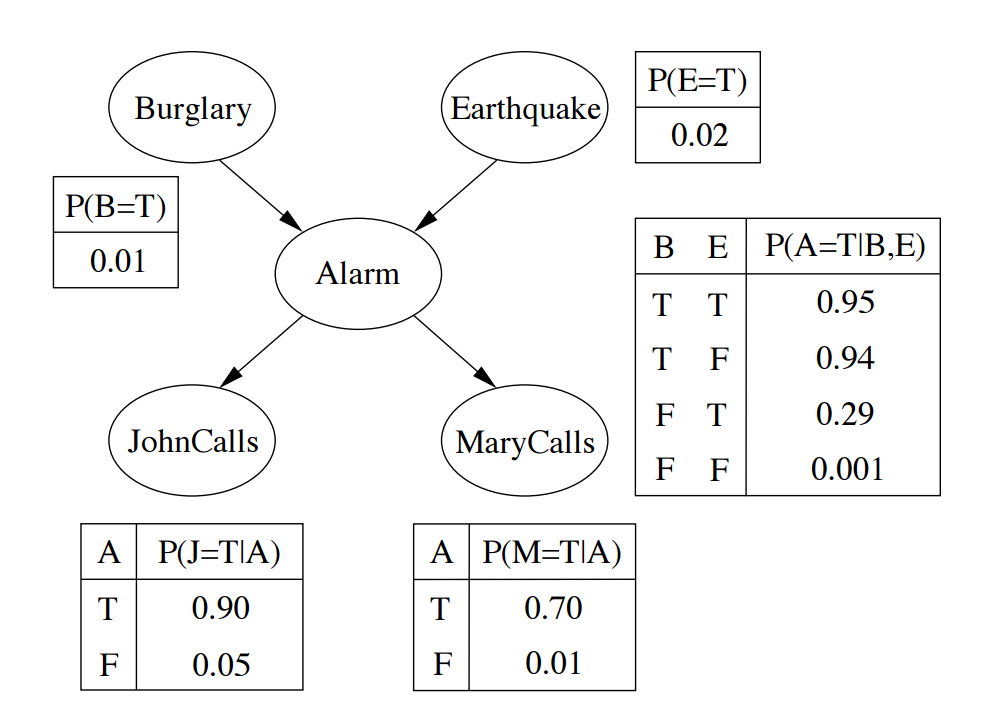 Burglary
Earthquake
P(E=T)
0.02
P(B=T)
0.01
Alarm
B E P(A=T|B,E)
T T 0.95
T F 0.94
F T 0.29
F F 0.001
JohnCalls
MaryCalls
A P(J=T|A)
T 0.90
F 0.05
A P(M=T|A)
T 0.70
F 0.01